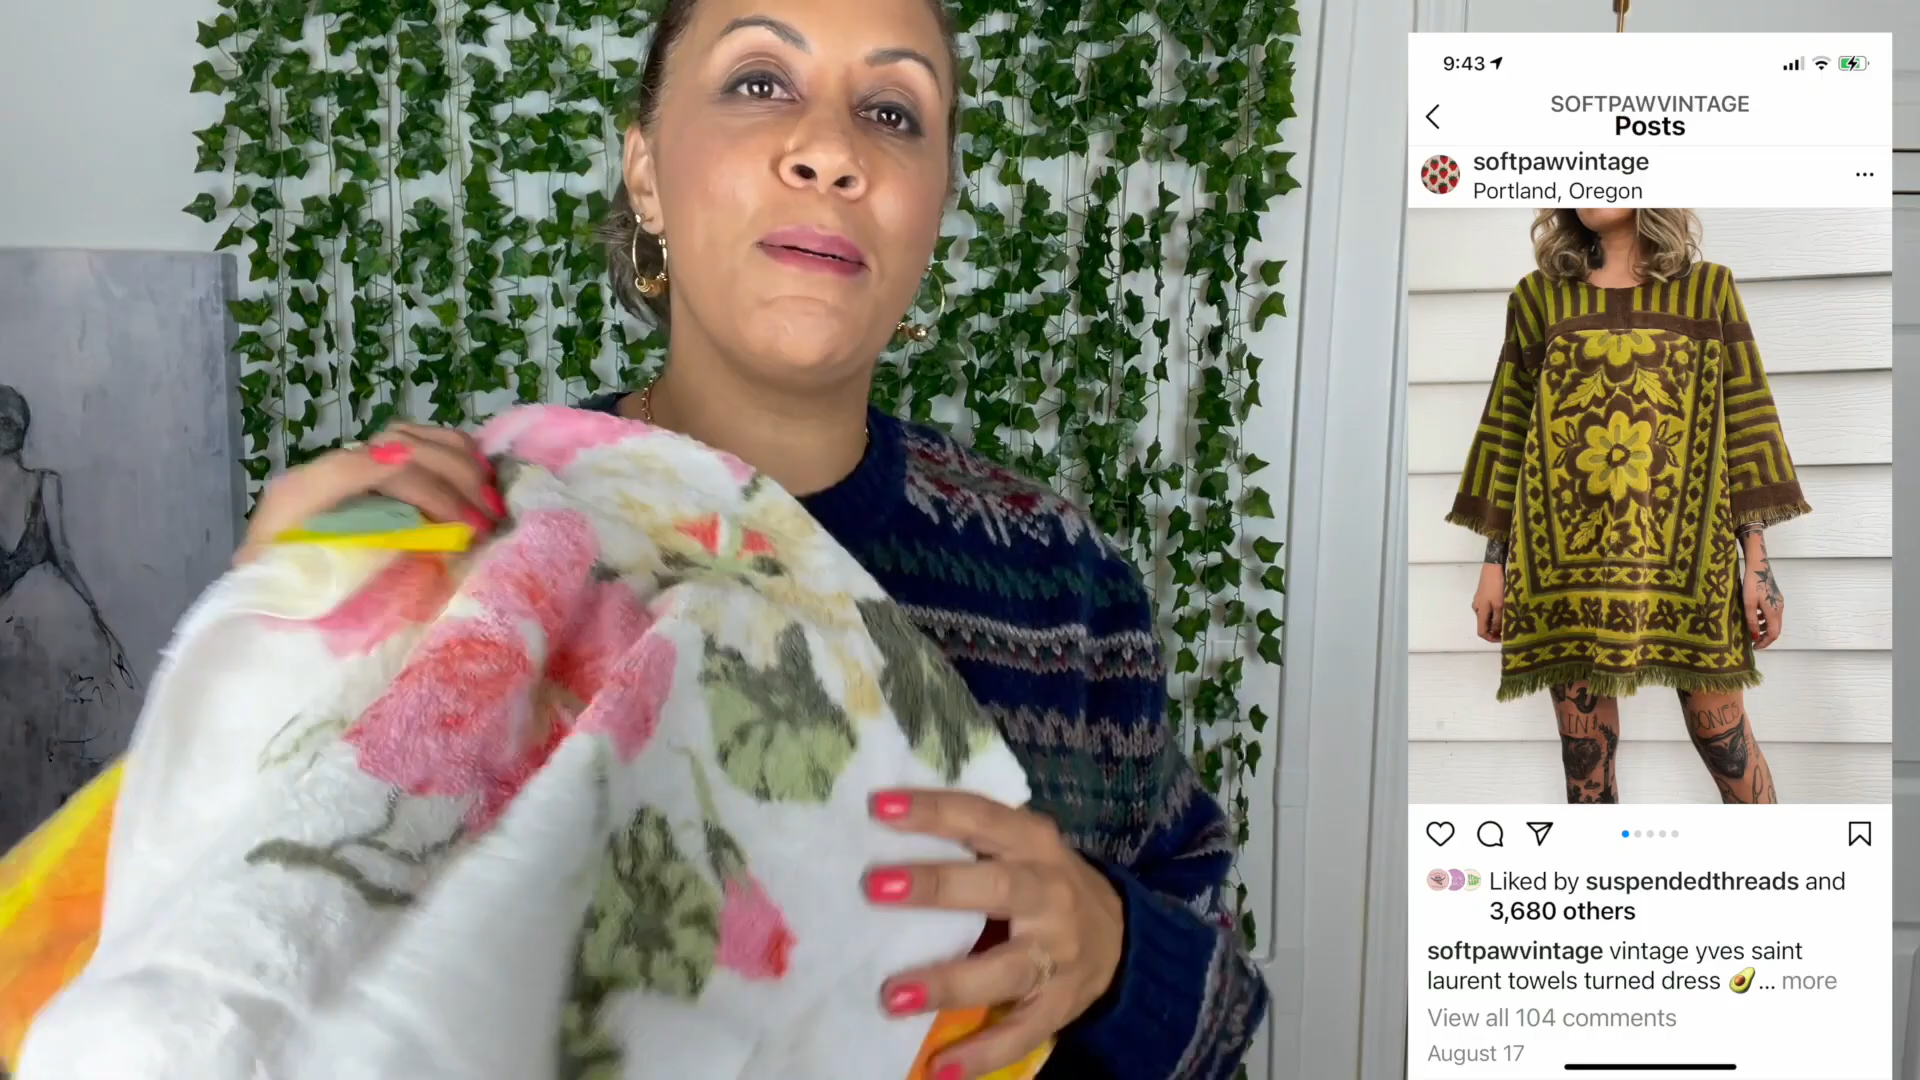 9:43
SOFTPAWVINTAGE
Posts
softpawvintage
Portland, Oregon
BONES
Liked by suspendedthreads and
3,680 others
softpawvintage vintage yves saint
laurent towels turned dress 🥑... more
View all 104 comments
August 17